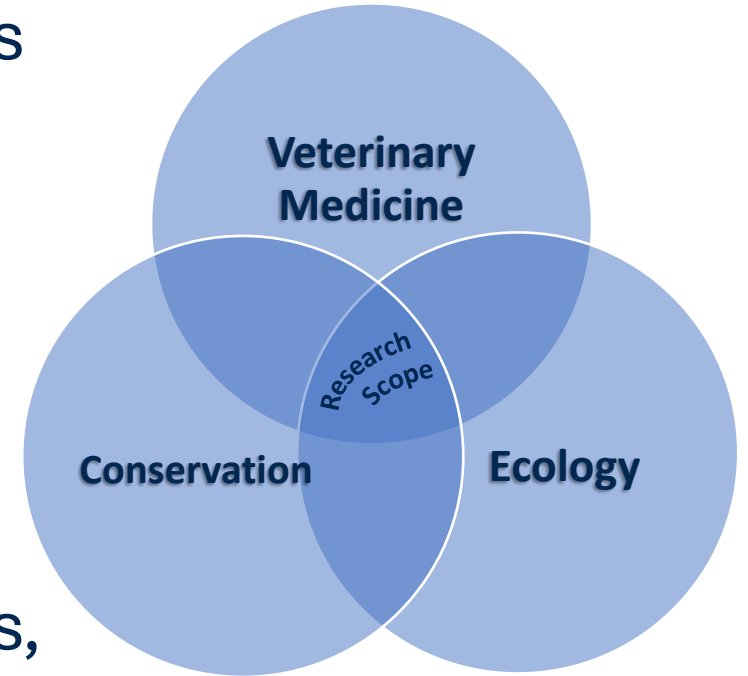 s
Veterinary
Medicine
Research
Scope
Conservation
Ecology
s,